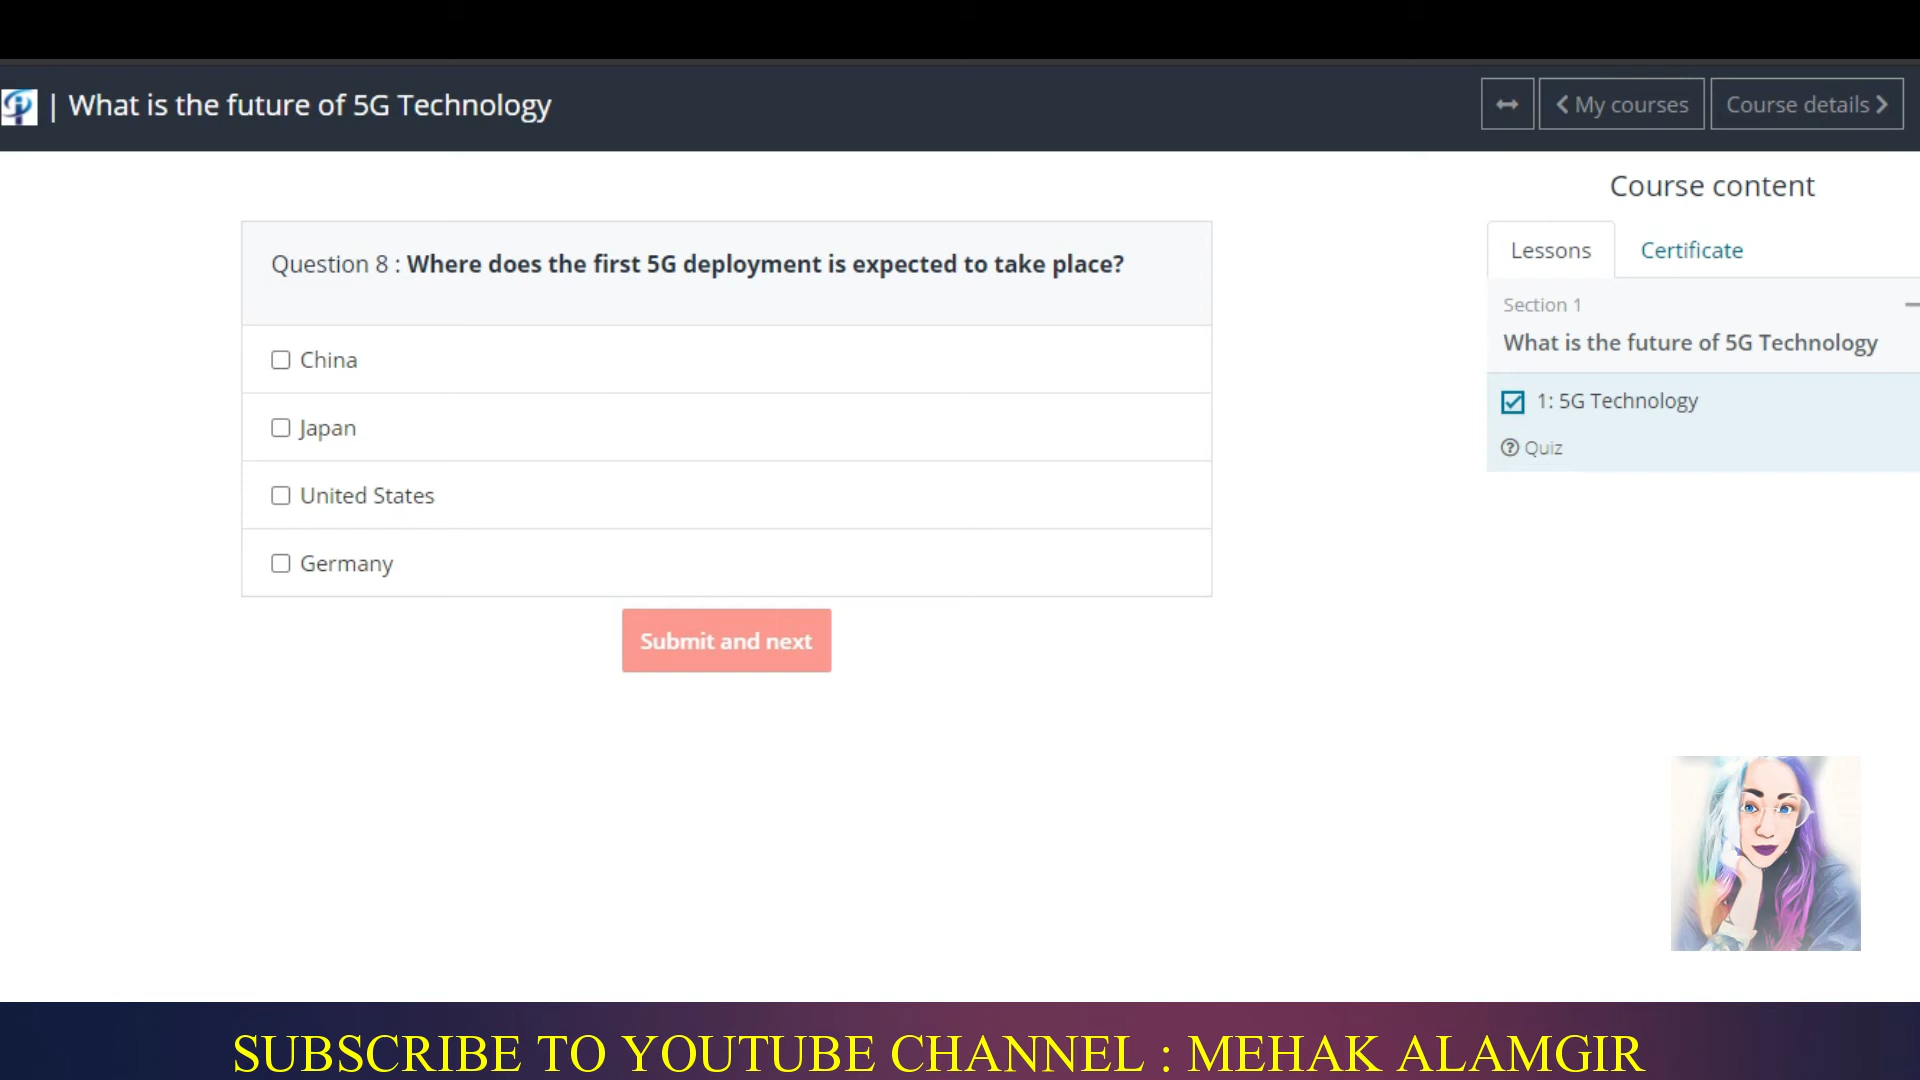 | What is the future of 5G Technology
My courses
Course details
Question 8 : Where does the first 5G deployment is expected to take place?
China
Japan
United States
Germany
Submit and next
Course content
Lessons
Certificate
Section 1
What is the future of 5G Technology
1: 5G Technology
Quiz
SUBSCRIBE TO YOUTUBE CHANNEL : MEHAK ALAMGIR